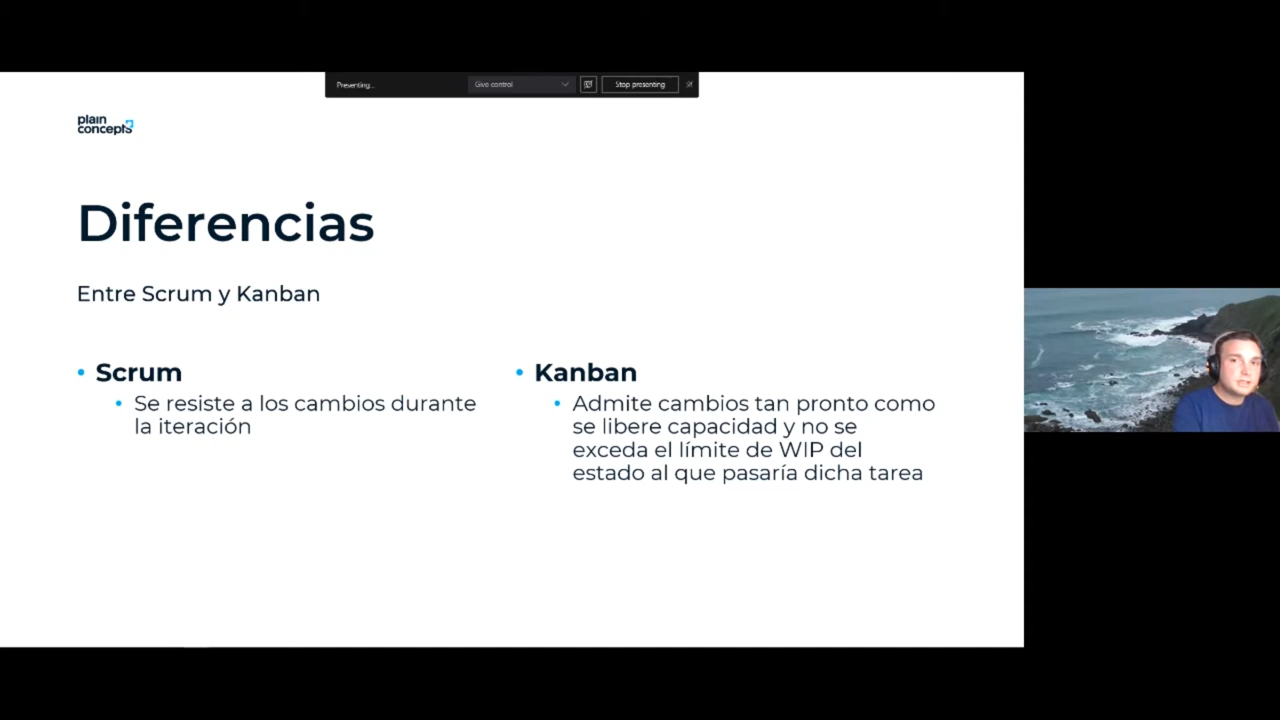 Presenting...
Give control
Stop presenting
plain
concepts
Diferencias
Entre Scrum y Kanban
Scrum
Se resiste a los cambios durante
la iteración
Kanban
Admite cambios tan pronto como
se libere capacidad y no se
exceda el límite de WIP del
estado al que pasaría dicha tarea